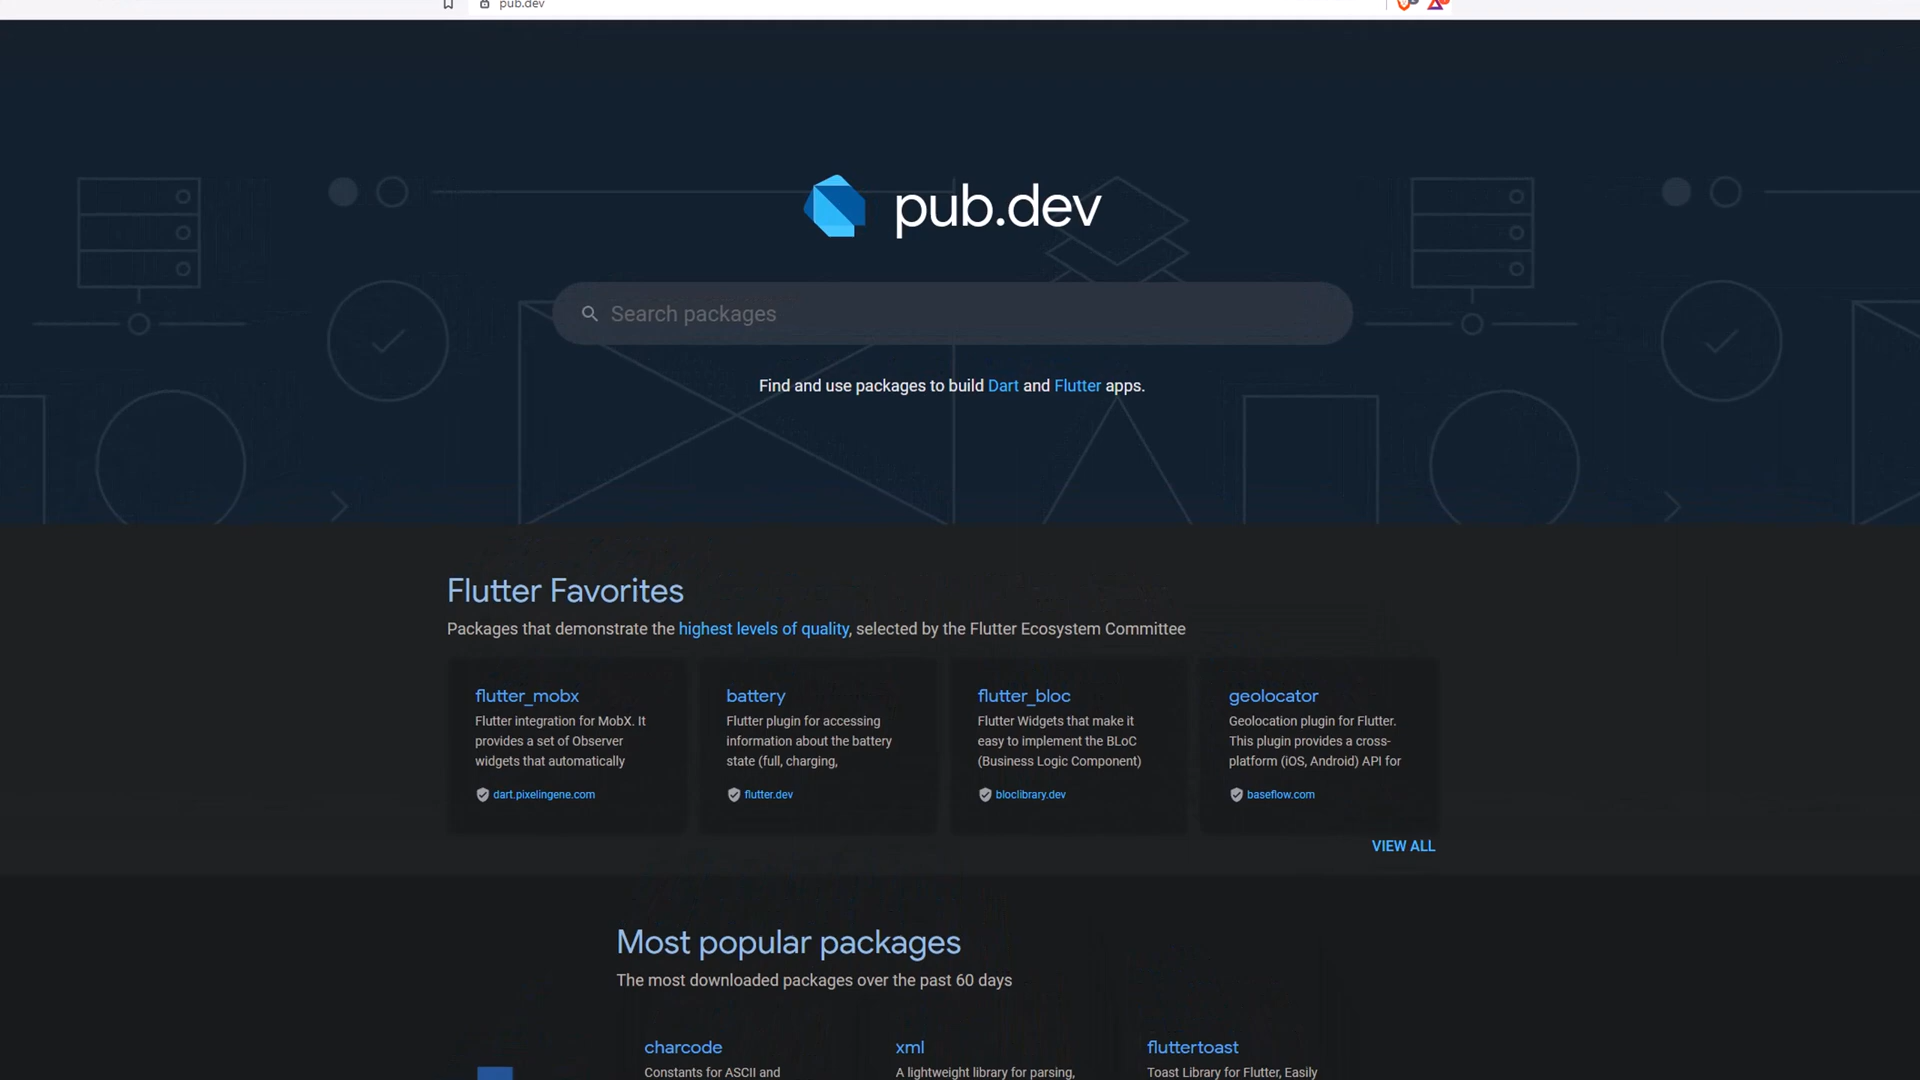 pub.dev
pub.dev
Search packages
Find and use packages to build Dart and Flutter apps.
Flutter Favorites
Packages that demonstrate the highest levels of quality, selected by the Flutter Ecosystem Committee
flutter_mobx
Flutter integration for MobX. It
provides a set of Observer
widgets that automatically
dart.pixelingene.com
battery
Flutter plugin for accessing
information about the battery
state (full, charging,
flutter.dev
flutter_bloc
Flutter Widgets that make it
easy to implement the BLoC
(Business Logic Component)
bloclibrary.dev
geolocator
Geolocation plugin for Flutter.
This plugin provides a cross-
platform (iOS, Android) API for
baseflow.com
VIEW ALL
Most popular packages
The most downloaded packages over the past 60 days
charcode
Constants for ASCII and
xml
A lightweight library for parsing,
fluttertoast
Toast Library for Flutter, Easily